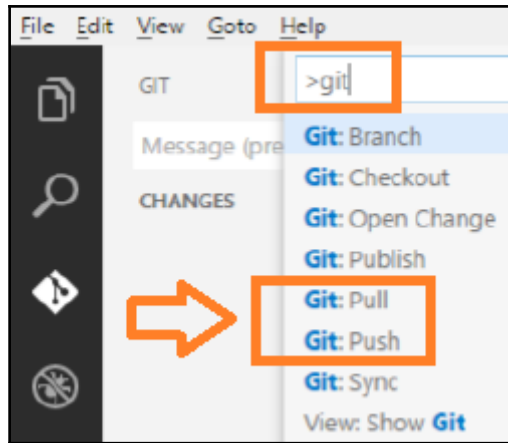 File Edit View Goto Help
GIT
>git
Message (pre
CHANGES
Git: Branch
Git: Checkout
Git: Open Change
Git: Publish
Git: Pull
Git: Push
Git: Sync
View: Show Git